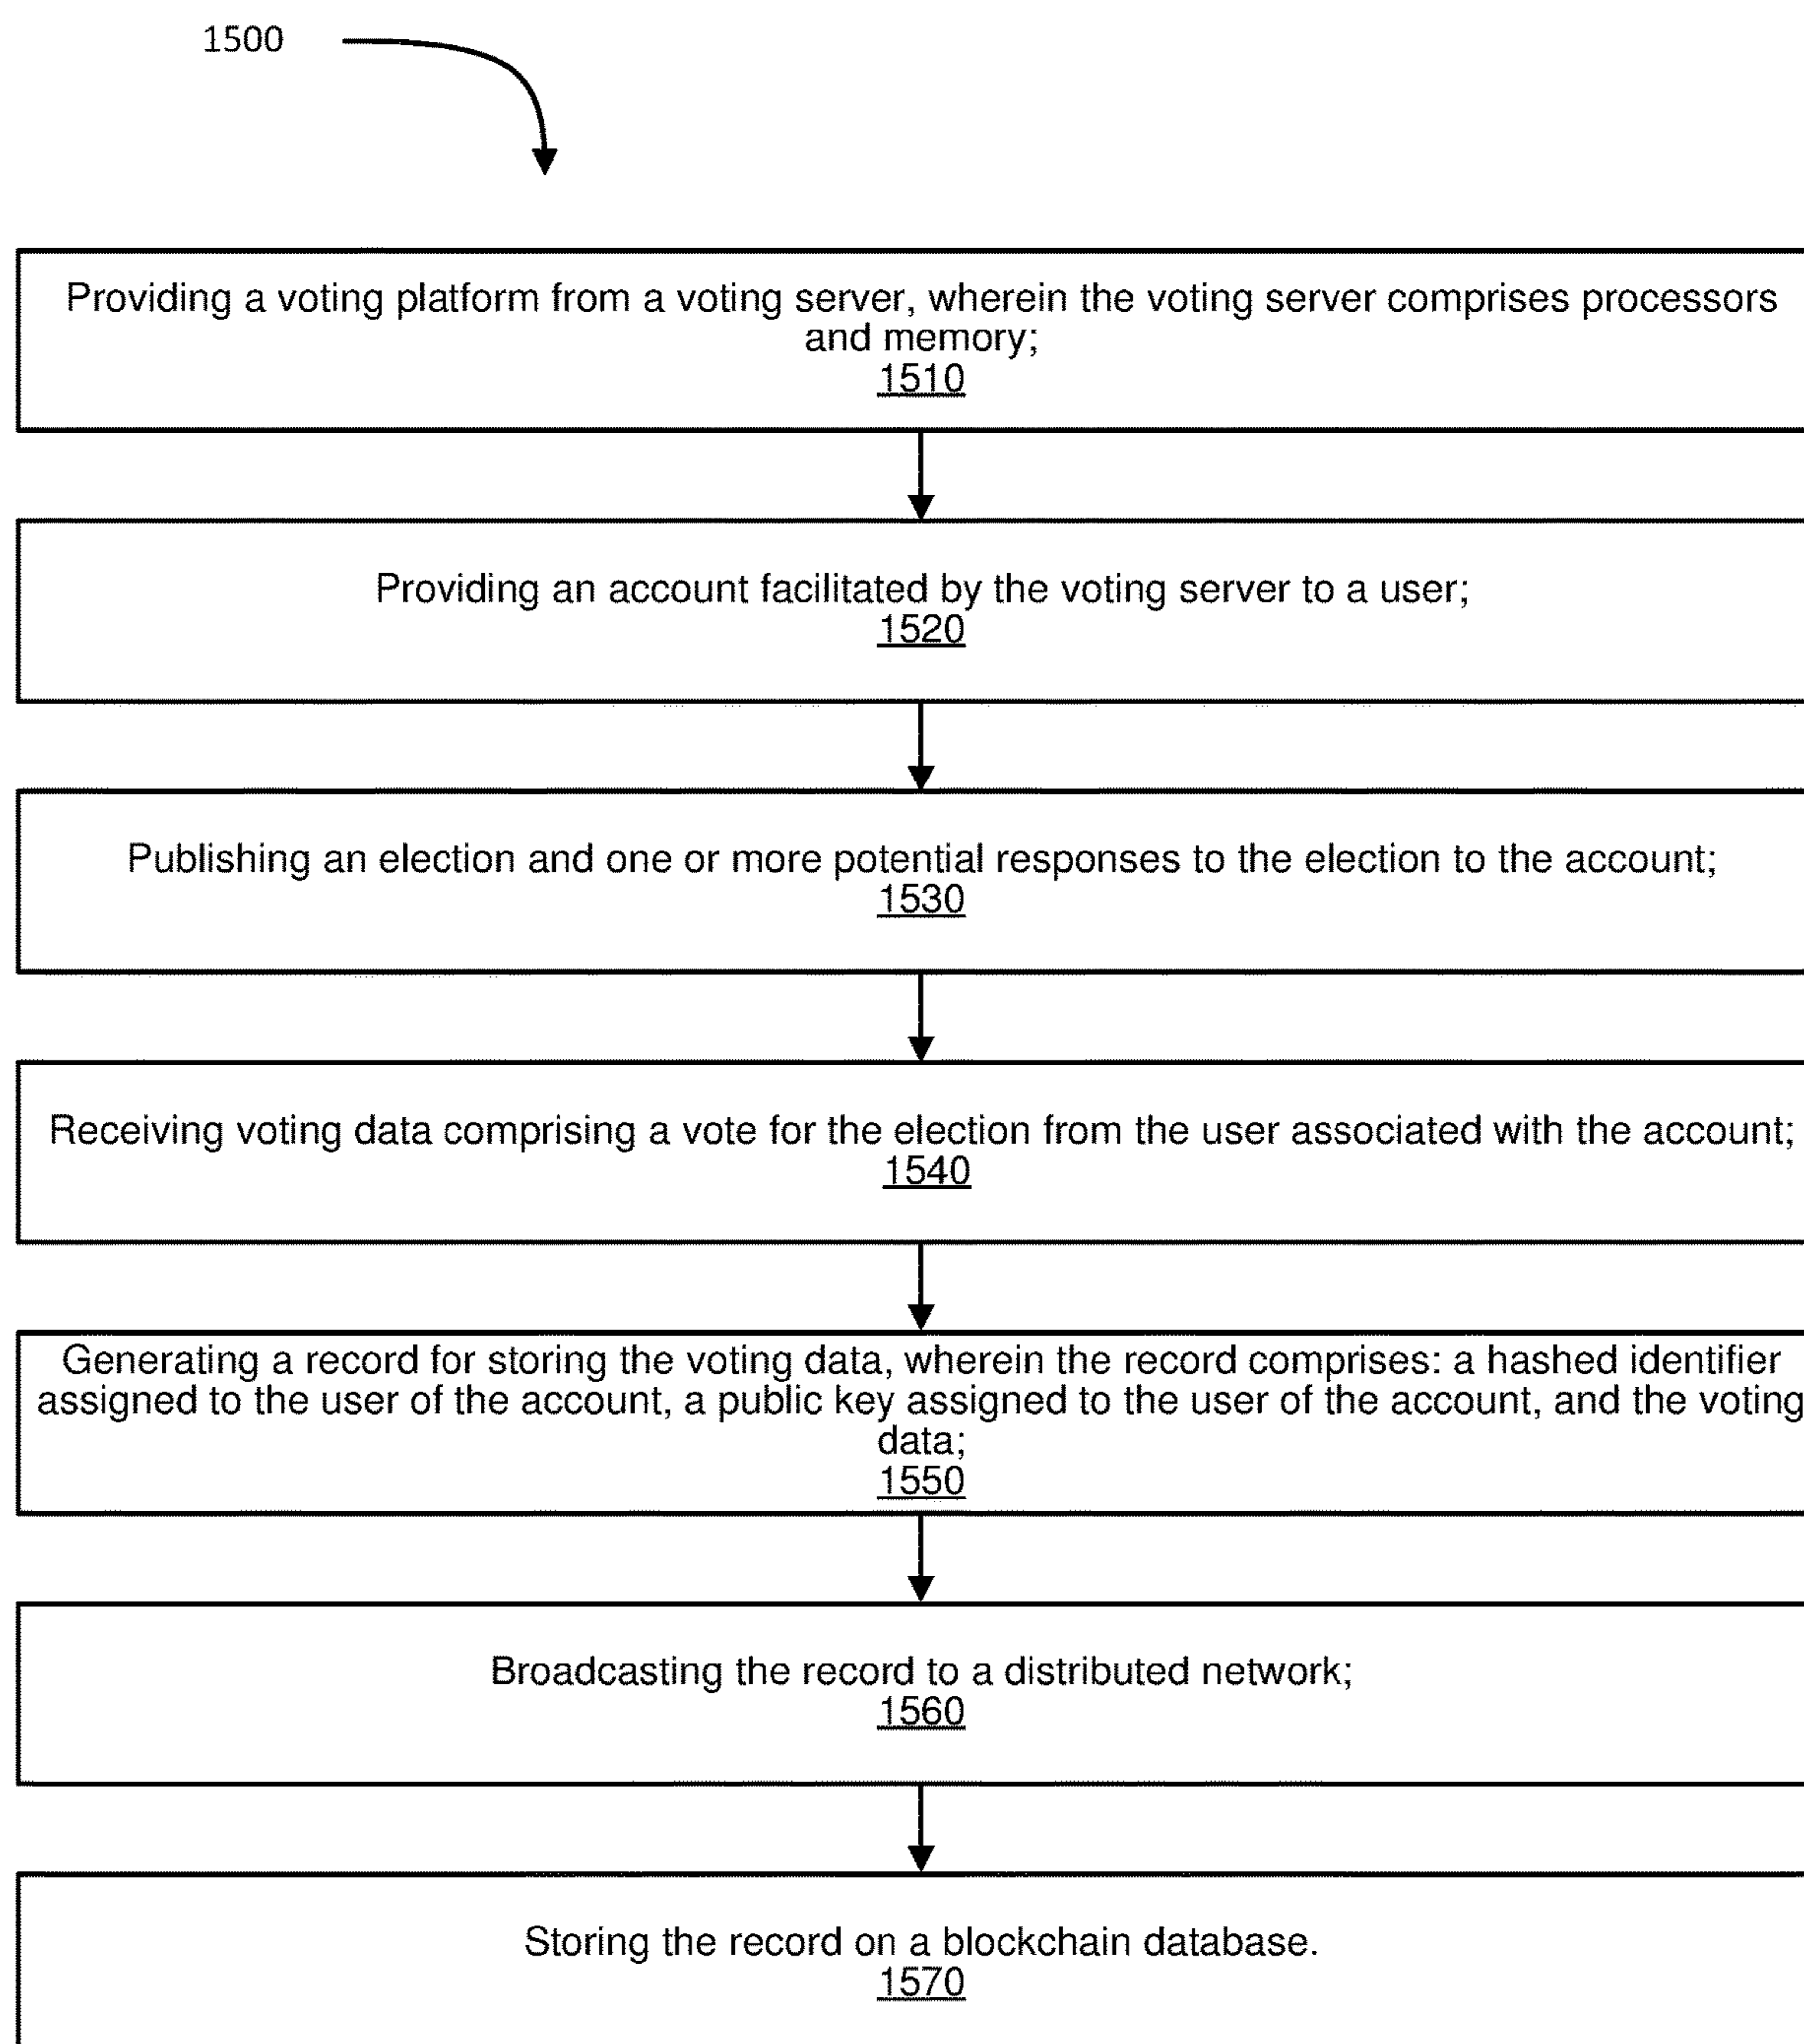 1500
Providing a voting platform from a voting server, wherein the voting server comprises processors
and memory;
1510
Providing an account facilitated by the voting server to a user;
1520
Publishing an election and one or more potential responses to the election to the account;
1530
Receiving voting data comprising a vote for the election from the user associated with the account;
1540
Generating a record for storing the voting data, wherein the record comprises: a hashed identifier
assigned to the user of the account, a public key assigned to the user of the account, and the voting
data;
1550
Broadcasting the record to a distributed network;
1560
Storing the record on a blockchain database.
1570